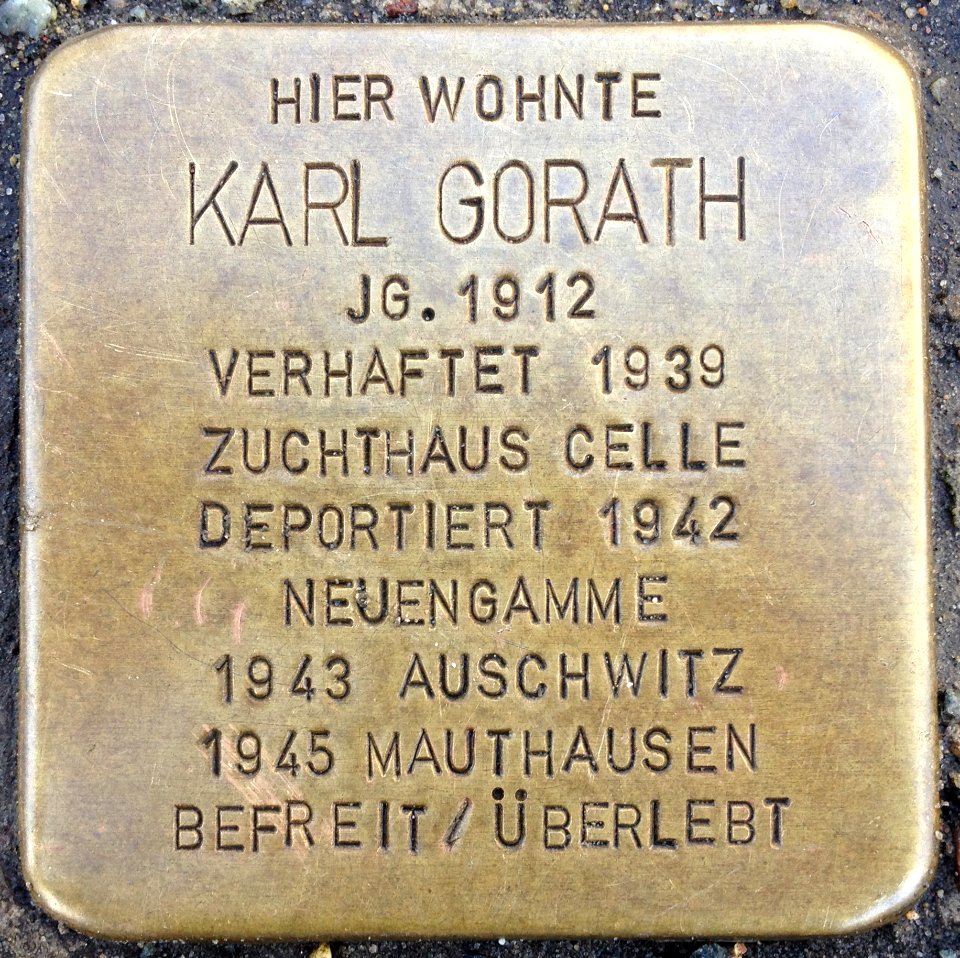 HIER WOHNTE
KARL GORATH
JG. 1912
VERHAFTET 1939
ZUCHTHAUS CELLE
DEPORTIERT 1942
NEUENGAMME
1943 AUSCHWITZ
1945 MAUTHAUSEN
BEFREIT / ÜBERLEBT